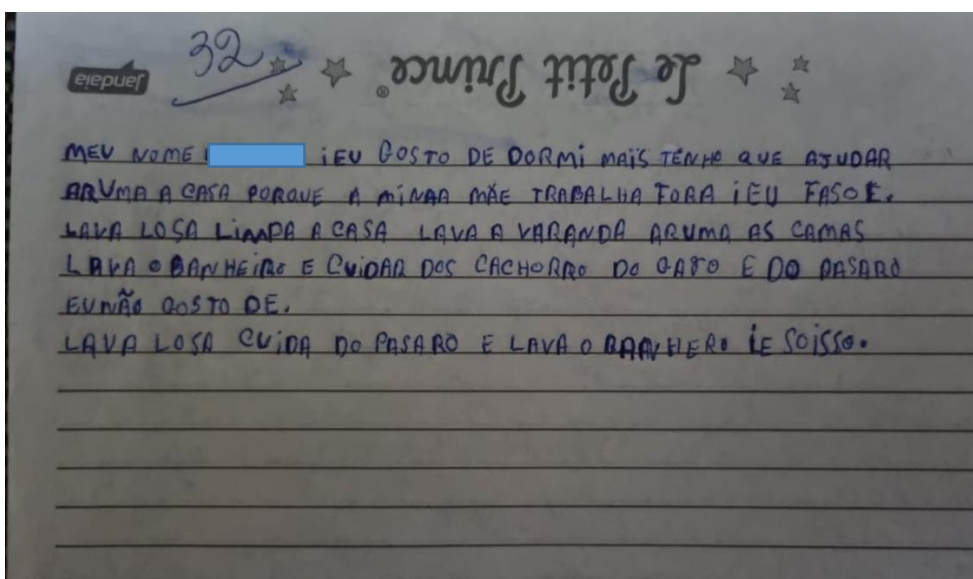 32
jandaia
Le Petit Prince®
MEU NOME iEU GOSTO DE DORMi MAiS TENHO QUE AJUDAR
ARUMA A CASA PORQUE A MiNAA MÃE TRABALHA FORA iEU FASO E.
LAVA LOSA LIMPA A CASA LAVA A VARANDA ARUMA AS CAMAS
LAVA O BANHEiRO E CUiDAR DOS CACHORRO DO GATO E DO PASARO
EU NÃO GOSTO DE.
LAVA LOSA CUiDA DO PASARO E LAVA O BAANHERO iE SOiSSO.